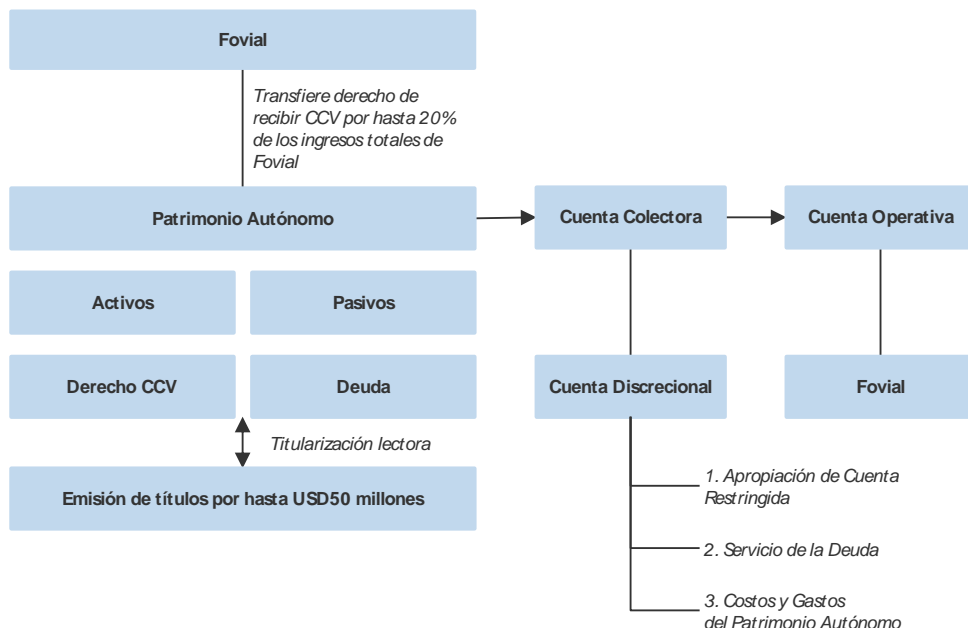 Fovial
Transfiere derecho de
recibir CCV por hasta 20%
de los ingresos totales de
Fovial
Patrimonio Autónomo
Cuenta Colectora
Cuenta Operativa
Activos
Pasivos
Derecho CCV
Deuda
Cuenta Discrecional
Fovial
Titularización lectora
Emisión de títulos por hasta USD50 millones
1. Apropiación de Cuenta
Restringida
2. Servicio de la Deuda
3. Costos y Gastos
del Patrimonio Autónomo